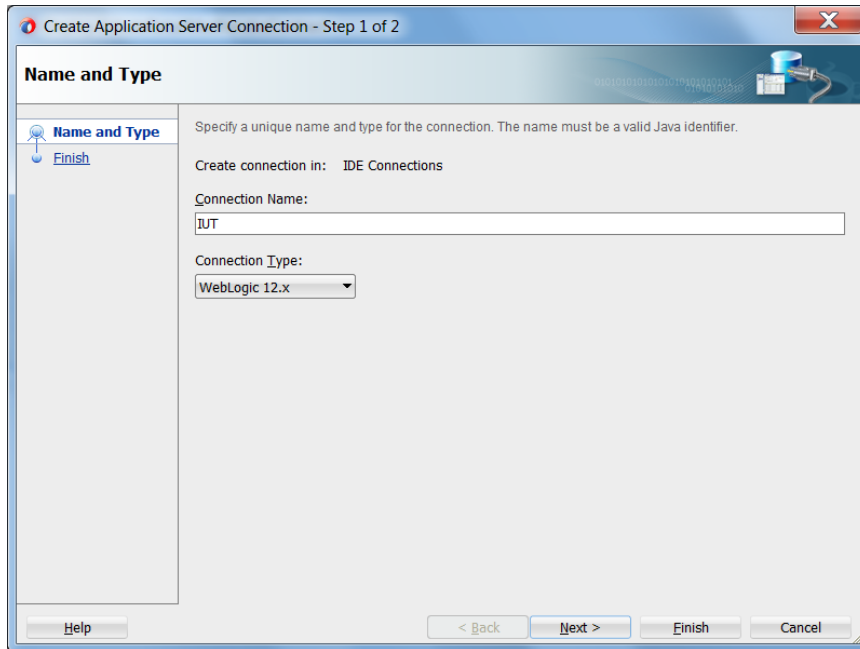 Create Application Server Connection - Step 1 of 2
Name and Type
Name and Type
Finish
Specify a unique name and type for the connection. The name must be a valid Java identifier.
Create connection in: IDE Connections
Connection Name:
IUT
Connection Type:
WebLogic 12.x
Help
< Back
Next >
Finish
Cancel